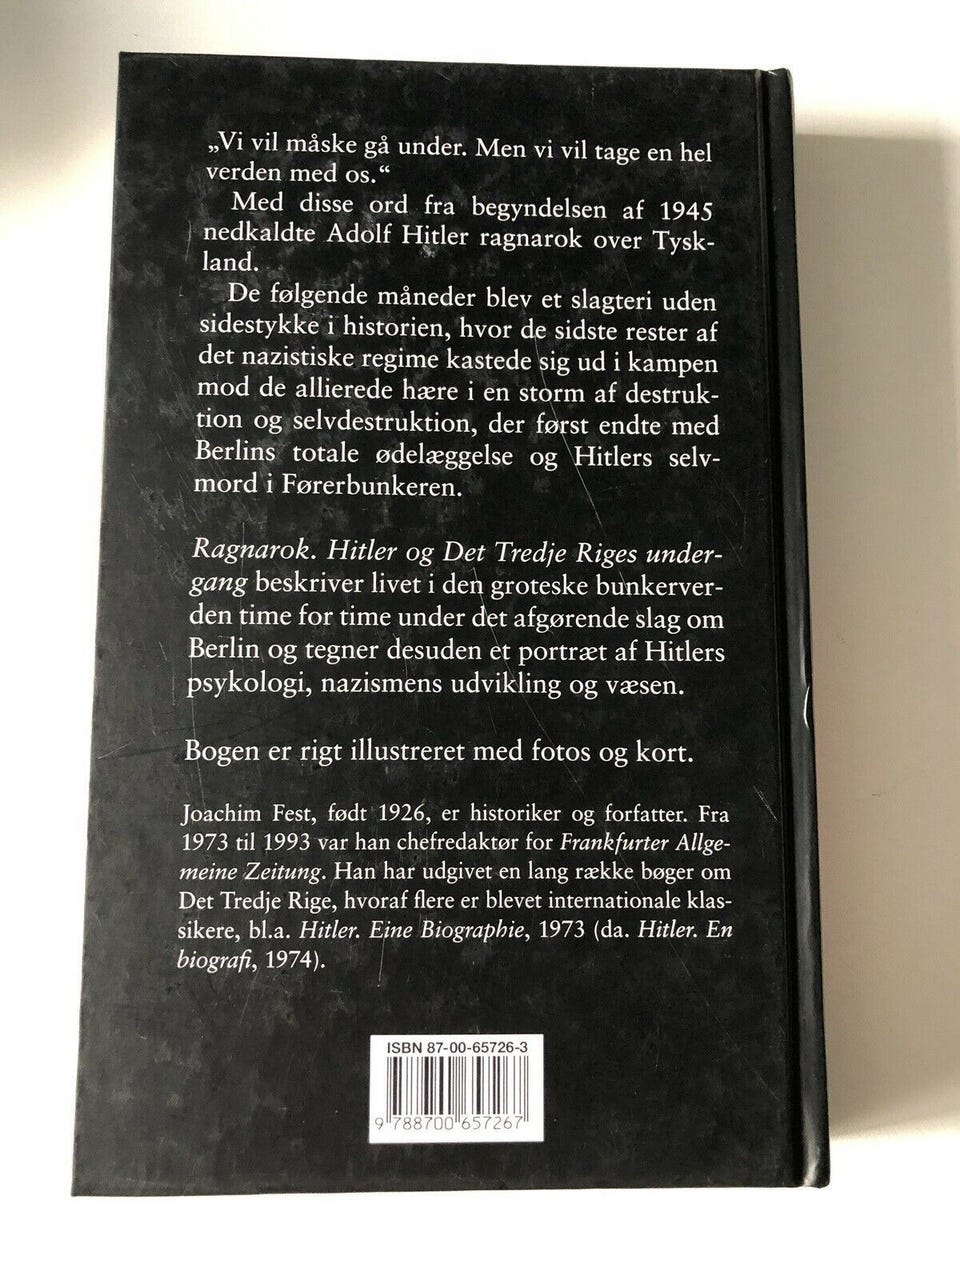 „Vi vil måske gå under. Men vi vil tage en hel
verden med os.“
Med disse ord fra begyndelsen af 1945
nedkaldte Adolf Hitler ragnarok over Tysk-
land.
De følgende måneder blev et slagteri uden
sidestykke i historien, hvor de sidste rester af
det nazistiske regime kastede sig ud i kampen
mod de allierede hære i en storm af destruk-
tion og selvdestruktion, der først endte med
Berlins totale ødelæggelse og Hitlers selv-
mord i Førerbunkeren.
Ragnarok. Hitler og Det Tredje Riges under-
gang beskriver livet i den groteske bunkerver-
den time for time under det afgørende slag om
Berlin og tegner desuden et portræt af Hitlers
psykologi, nazismens udvikling og væsen.
Bogen er rigt illustreret med fotos og kort.
Joachim Fest, født 1926, er historiker og forfatter. Fra
1973 til 1993 var han chefredaktør for Frankfurter Allge-
meine Zeitung. Han har udgivet en lang række bøger om
Det Tredje Rige, hvoraf flere er blevet internationale klas-
sikere, bl.a. Hitler. Eine Biographie, 1973 (da. Hitler. En
biografi, 1974).
ISBN 87-00-65726-3
9 788700 657267